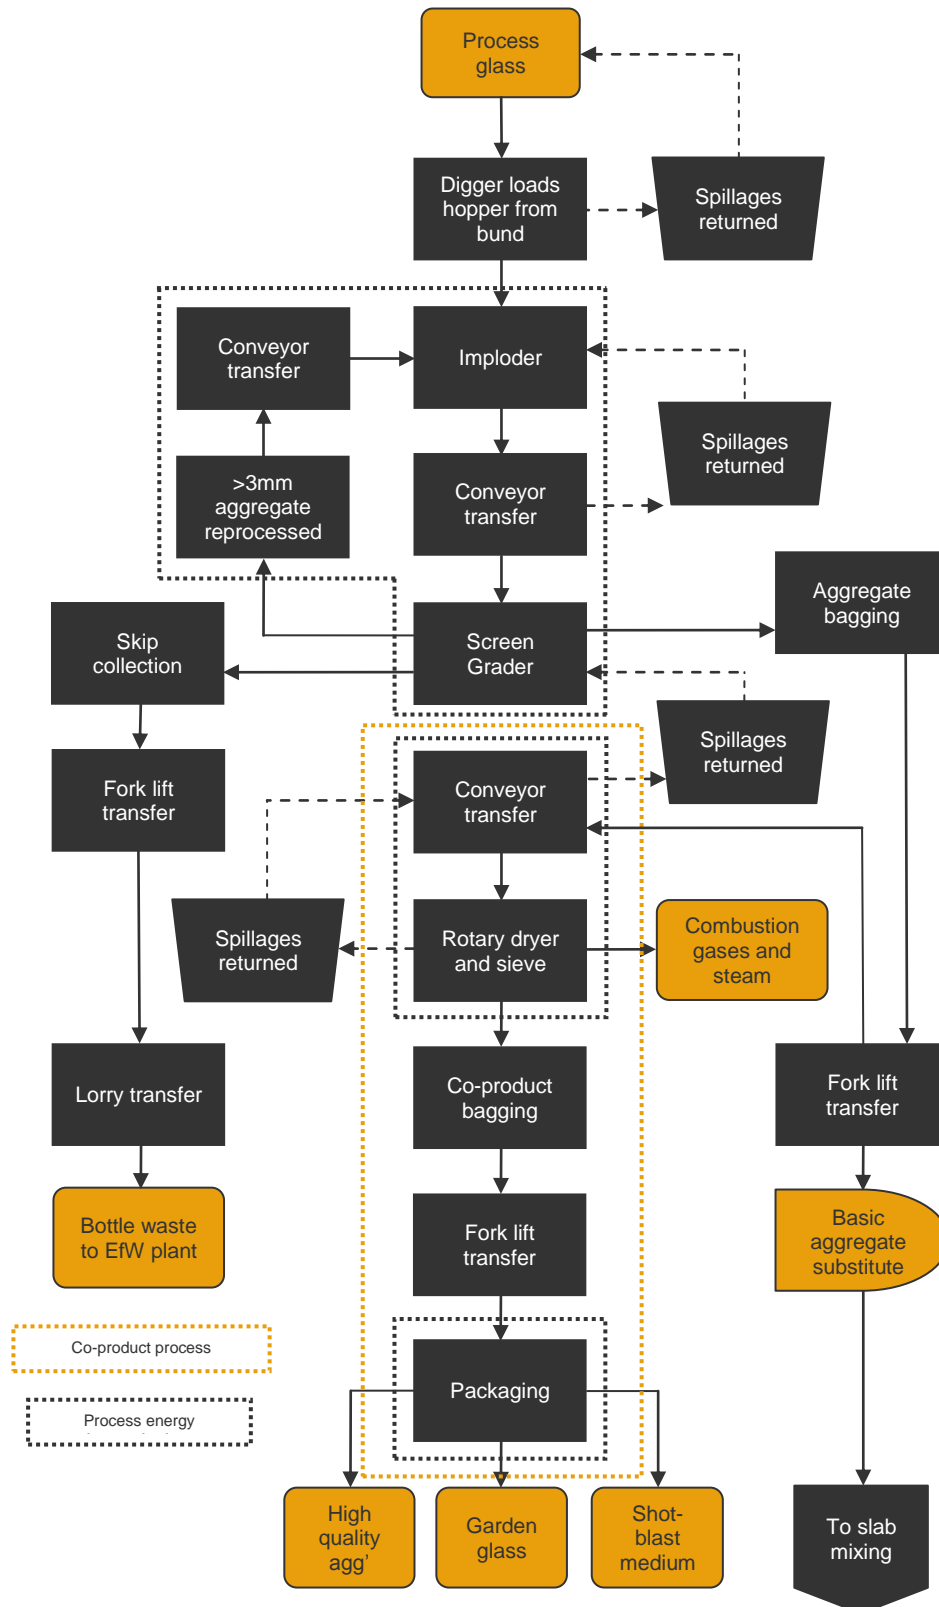 Process
glass
Digger loads
hopper from
bund
Spillages
returned
Conveyor
transfer
Imploder
Spillages
returned
>3mm
aggregate
reprocessed
Conveyor
transfer
Aggregate
bagging
Skip
collection
Screen
Grader
Spillages
returned
Fork lift
transfer
Conveyor
transfer
Spillages
returned
Rotary dryer
and sieve
Combustion
gases and
steam
Lorry transfer
Co-product
bagging
Fork lift
transfer
Bottle waste
to EfW plant
Fork lift
transfer
Basic
aggregate
substitute
Co-product process
Packaging
Process energy
High
quality
agg’
Garden
glass
Shot-
blast
medium
To slab
mixing